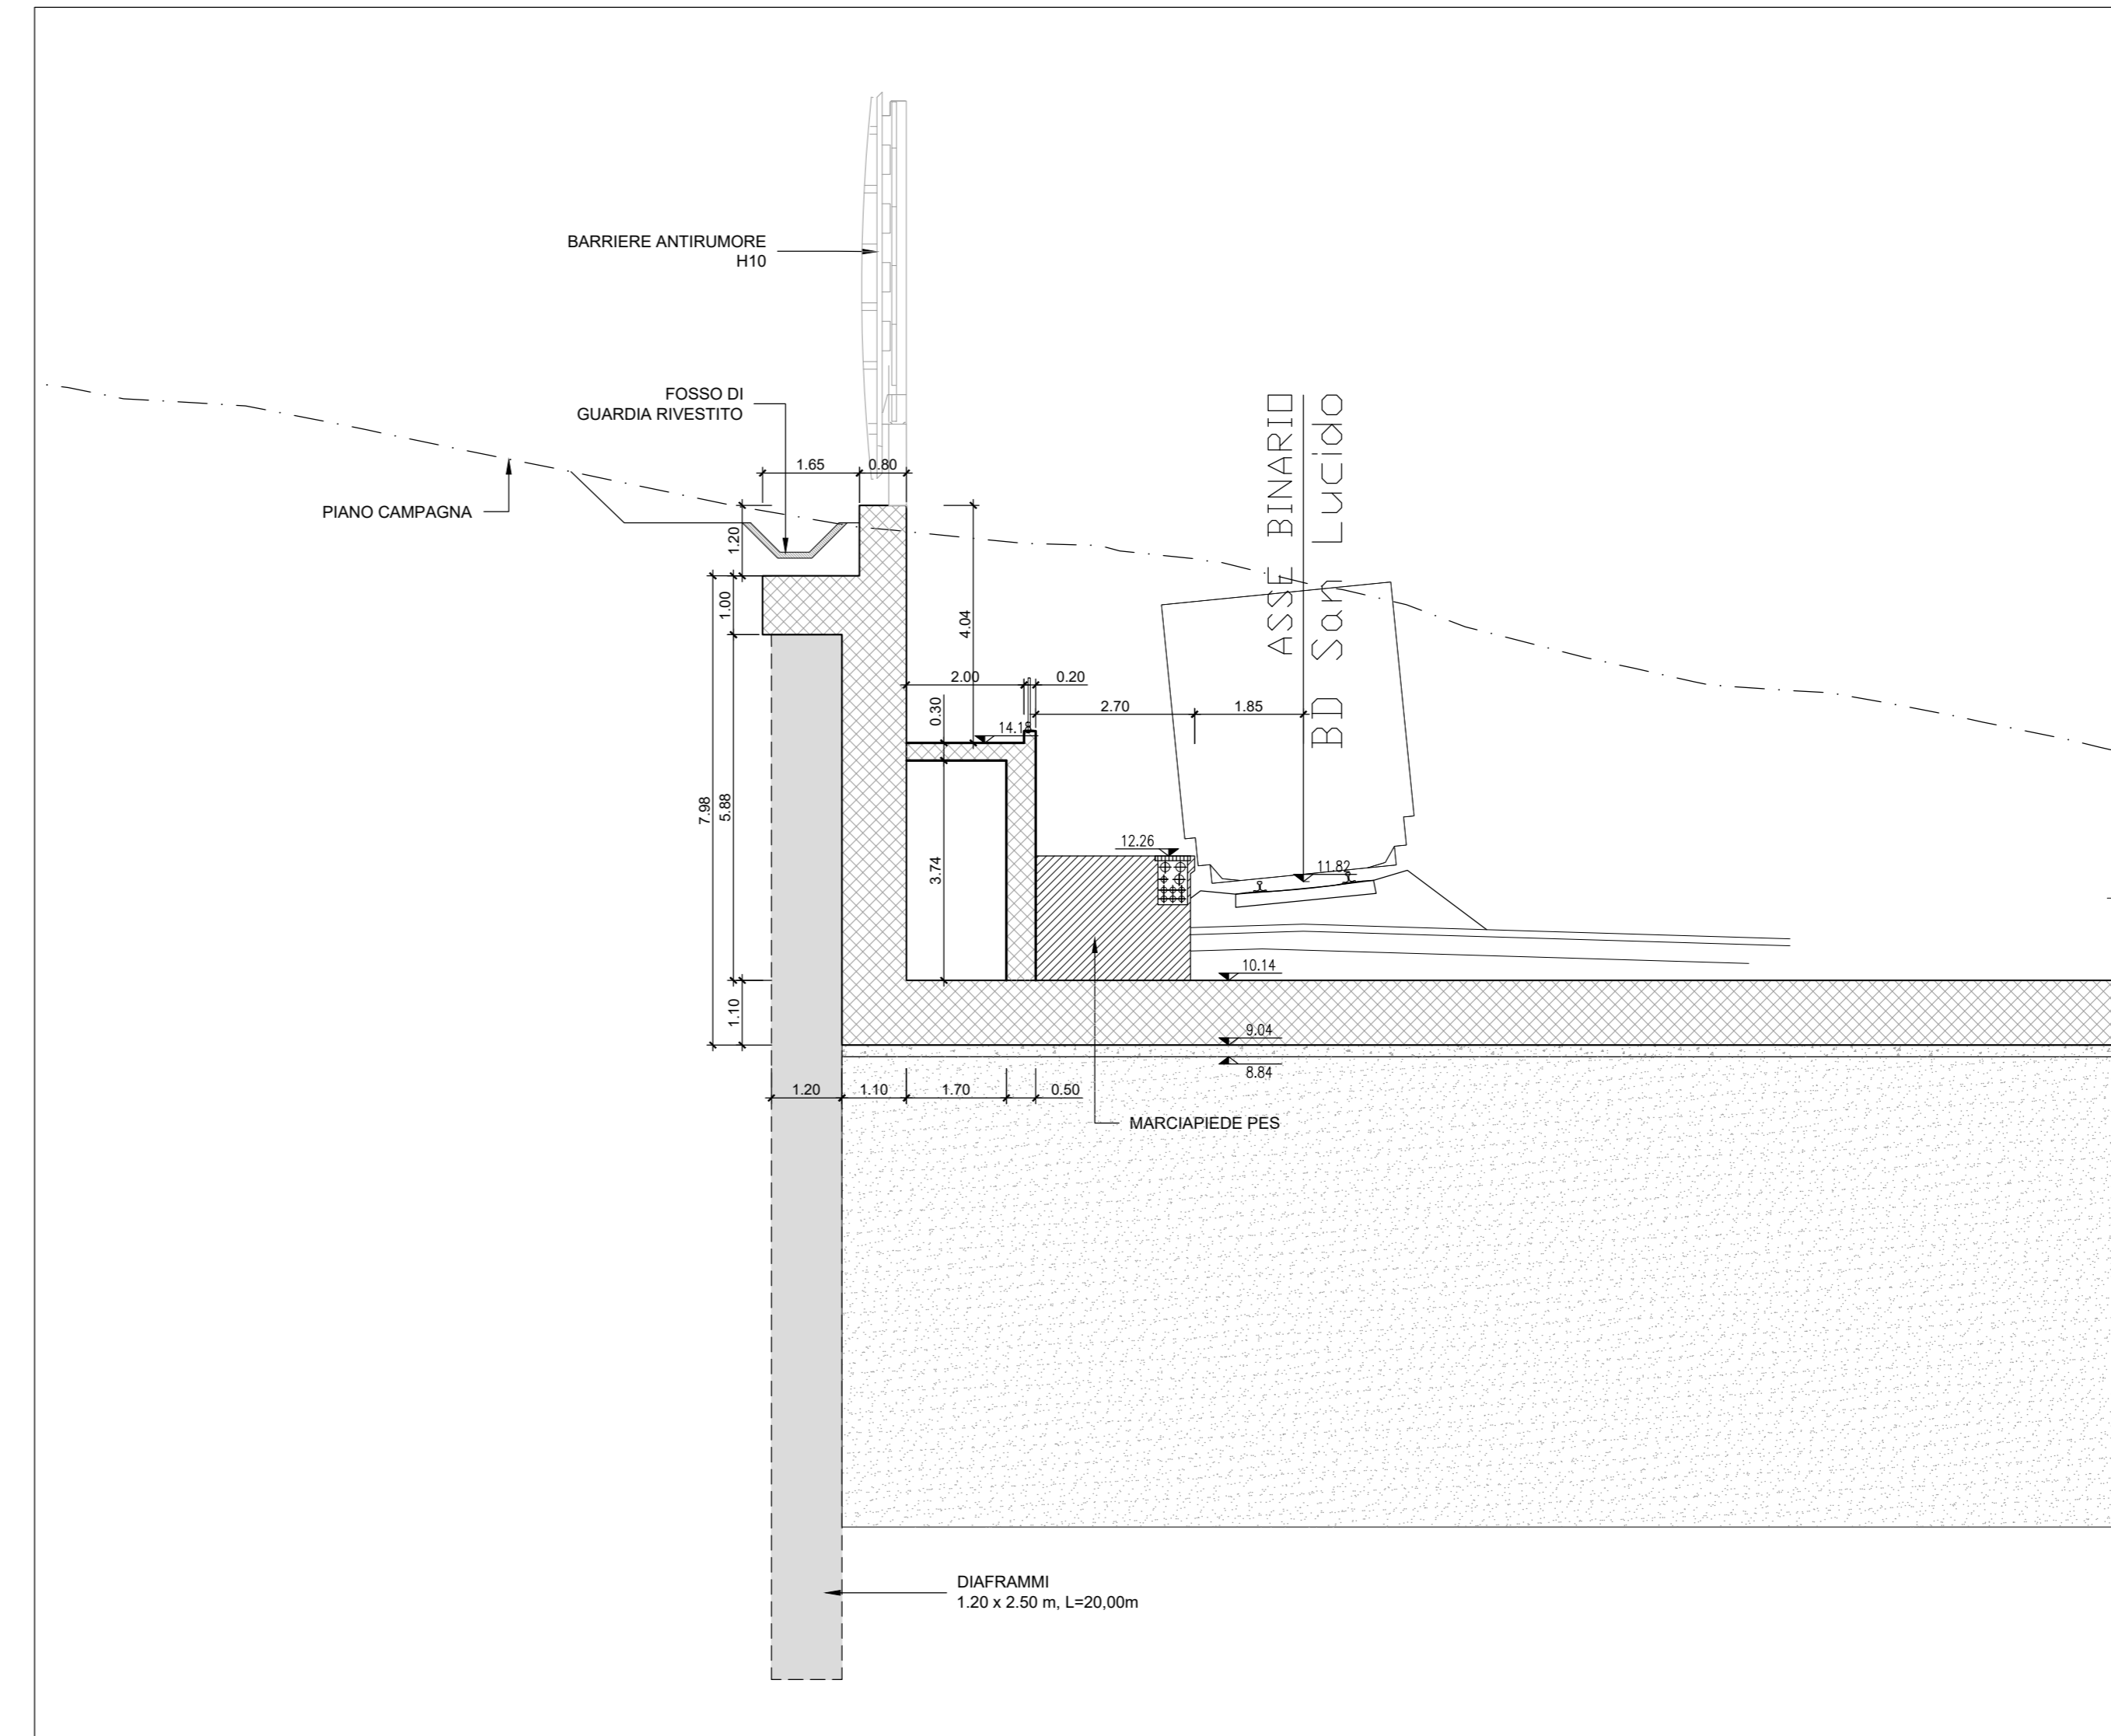 BARRIERE ANTIRUMORE
H10
FOSSO DI
GUARDIA RIVESTITO
PIANO CAMPAGNA
ASSE BINARIO
BD San Lucido
1.65
0.80
1.20
1.00
4.04
2.00
0.20
0.30
2.70
1.85
14.18
7.98
5.88
3.74
12.26
11.82
10.14
1.10
9.04
8.84
1.20
1.10
1.70
0.50
MARCIAPIEDE PES
DIAFRAMMI
1.20 x 2.50 m, L=20,00m